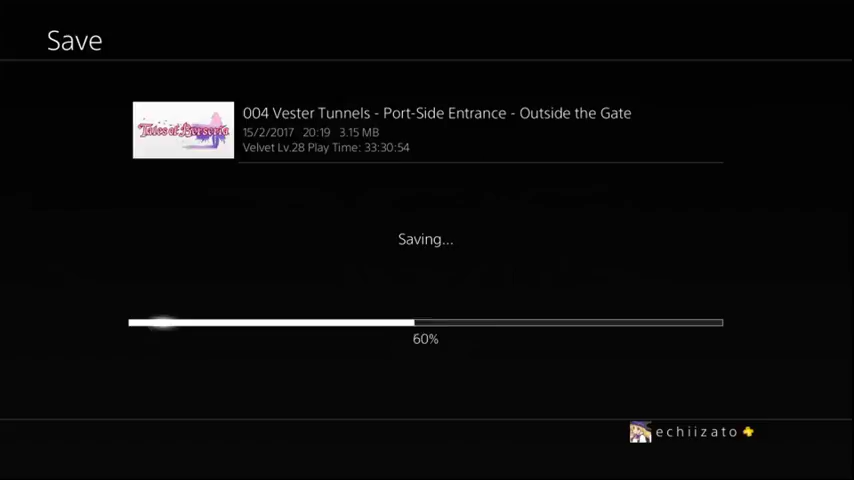 Save
Tales of Berseria
004 Vester Tunnels - Port-Side Entrance - Outside the Gate
15/2/2017 20:19 3.15 MB
Velvet Lv.28 Play Time: 33:30:54
Saving...
60%
echiizato